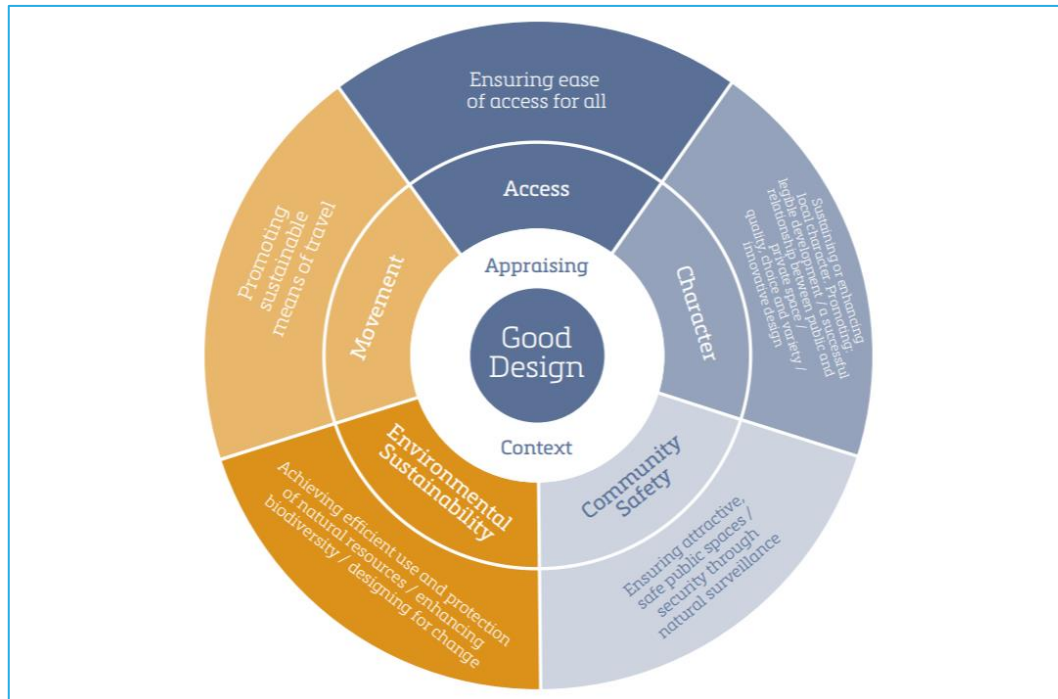 Ensuring ease
of access for all
Access
Sustaining or enhancing
local character. Promoting:
legible development / a successful
relationship between public and
private space /
quality, choice and variety /
innovative design
Character
Ensuring attractive,
safe public spaces /
security through
natural surveillance
Community
Safety
Achieving efficient use and protection
of natural resources / enhancing
biodiversity / designing for change
Environmental
Sustainability
Promoting
sustainable
means of travel
Movement
Appraising
Good
Design
Context